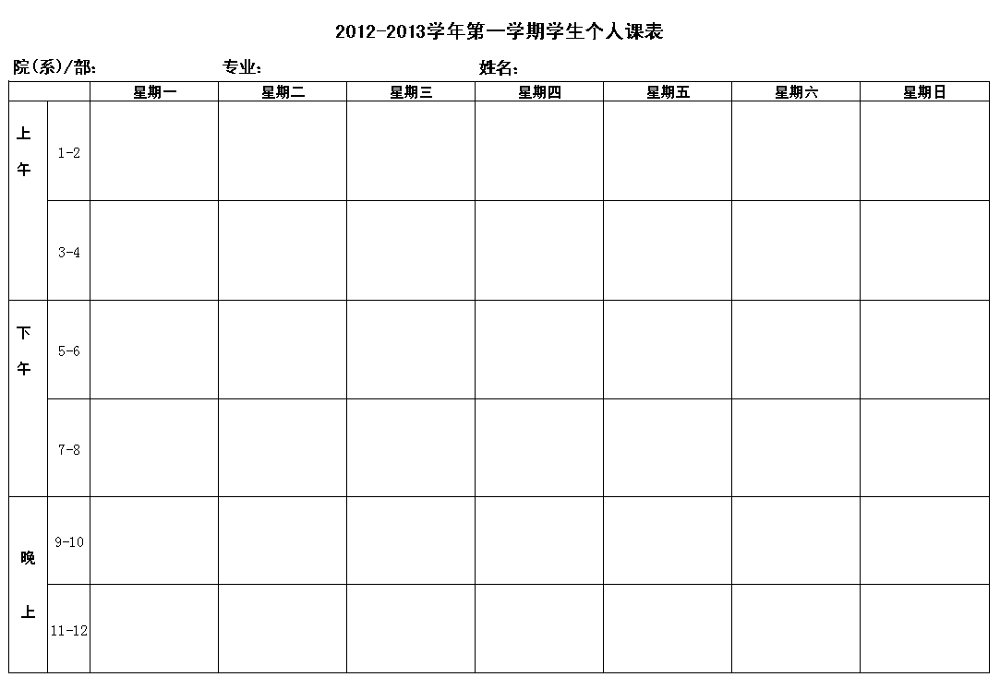 2012-2013学年第一学期学生个人课表
院(系)/部: 专业: 姓名:
星期一 星期二 星期三 星期四 星期五 星期六 星期日
上午
1-2
3-4
下午
5-6
7-8
晚上
9-10
11-12